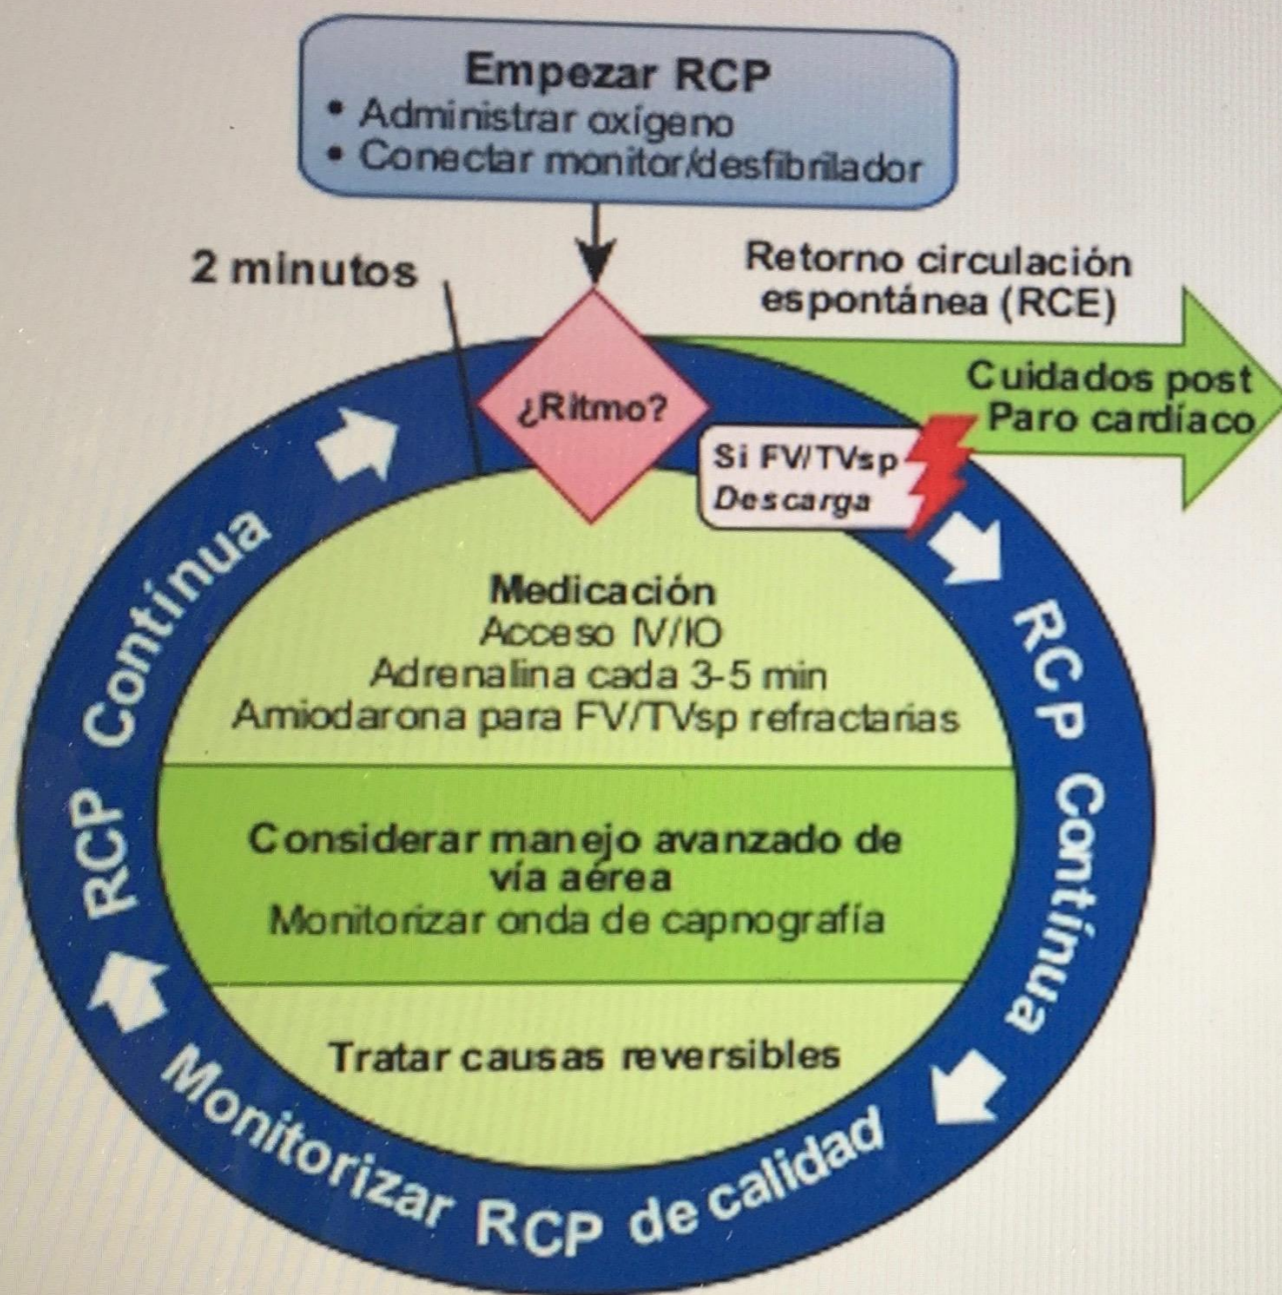 Empezar RCP
• Administrar oxígeno
• Conectar monitor/desfibrilador
2 minutos
Retorno circulación
espontánea (RCE)
Cuidados post
Paro cardíaco
¿Ritmo?
Si FV/TVsp
Descarga
Medicación
Acceso IV/IO
Adrenalina cada 3-5 min
Amiodarona para FV/TVsp refractarias
Considerar manejo avanzado de
vía aérea
Monitorizar onda de capnografía
Tratar causas reversibles
RCP Contínua
Monitorizar RCP de calidad
RCP Contínua